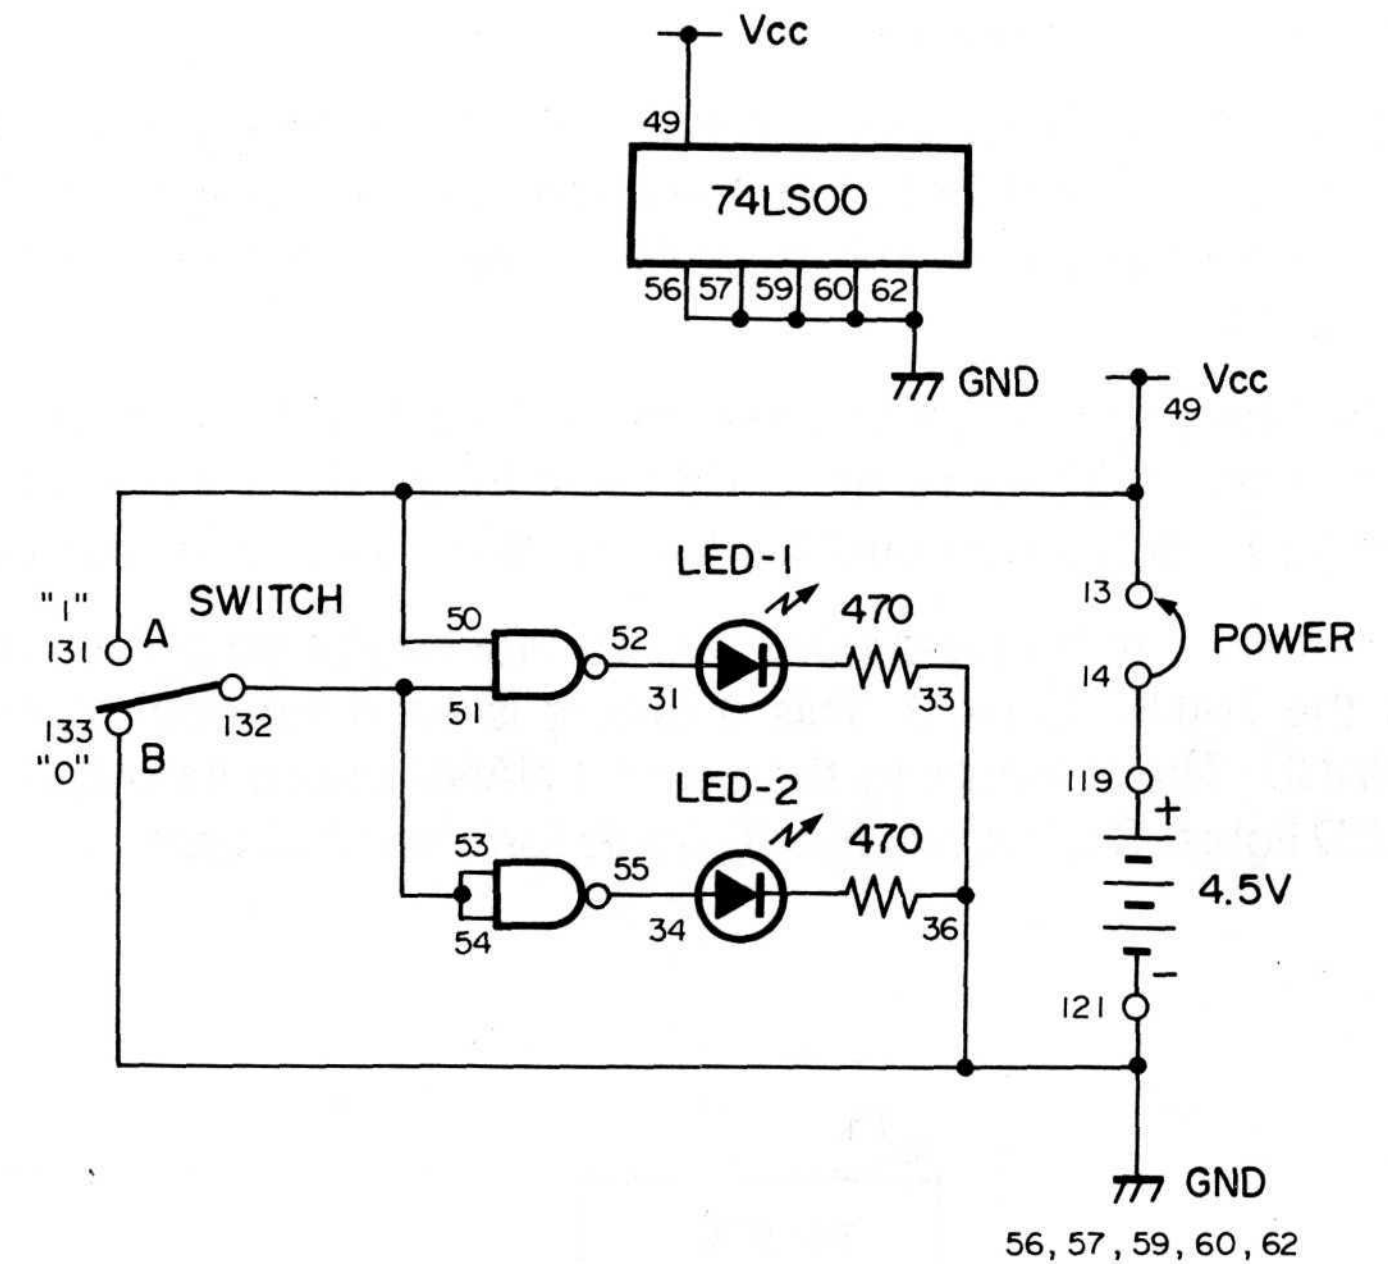 Vcc
49
74LS00
56 57 59 60 62
GND
Vcc
49
LED-1
470
13
"1"
SWITCH
50
52
131 A
POWER
14
51
31
33
133
132
"0" B
LED-2
119
+
470
53
55
4.5V
54
34
36
−
121
GND
56, 57, 59, 60, 62